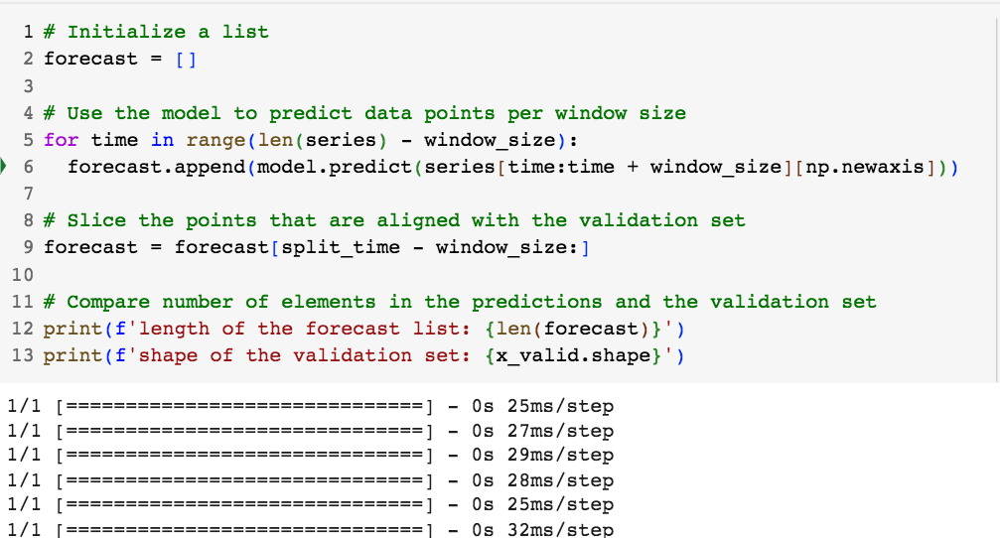 1 # Initialize a list
2 forecast = []
3
4 # Use the model to predict data points per window size
5 for time in range(len(series) - window_size):
6   forecast.append(model.predict(series[time:time + window_size][np.newaxis]))
7
8 # Slice the points that are aligned with the validation set
9 forecast = forecast[split_time - window_size:]
10
11 # Compare number of elements in the predictions and the validation set
12 print(f'length of the forecast list: {len(forecast)}')
13 print(f'shape of the validation set: {x_valid.shape}')
1/1 [==============================] - 0s 25ms/step
1/1 [==============================] - 0s 27ms/step
1/1 [==============================] - 0s 29ms/step
1/1 [==============================] - 0s 28ms/step
1/1 [==============================] - 0s 25ms/step
1/1 [==============================] - 0s 32ms/step